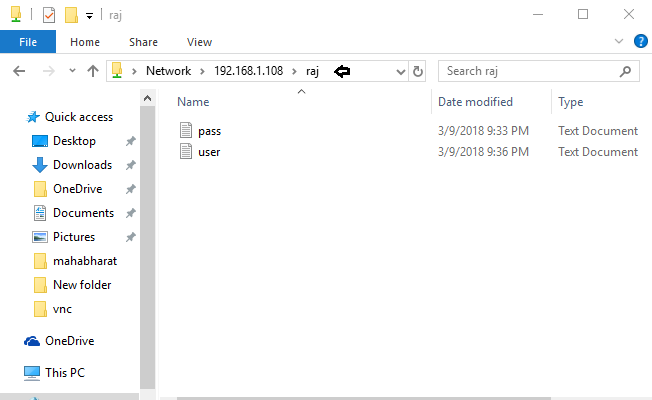 raj
File Home Share View
Network 192.168.1.108 raj Search raj
Name Date modified Type
Quick access
Desktop
Downloads
OneDrive
Documents
Pictures
mahabharat
New folder
vnc
OneDrive
This PC
pass 3/9/2018 9:33 PM Text Document
user 3/9/2018 9:36 PM Text Document